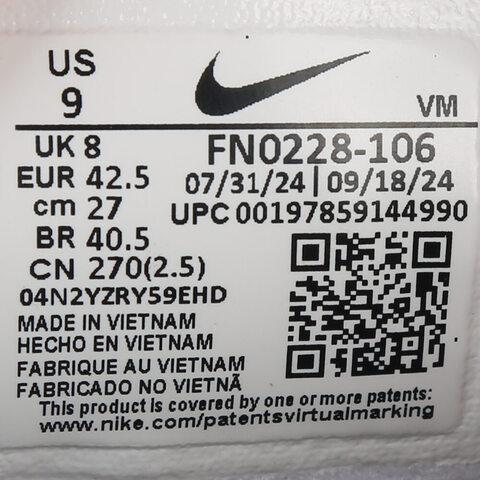 US
9
VM
UK 8
FN0228-106
EUR 42.5
07/31/24 | 09/18/24
cm 27
UPC 00197859144990
BR 40.5
CN 270(2.5)
04N2YZRY59EHD
MADE IN VIETNAM
HECHO EN VIETNAM
FABRIQUE AU VIETNAM
FABRICADO NO VIETNÃ
This product is covered by one or more patents:
www.nike.com/patentsvirtualmarking